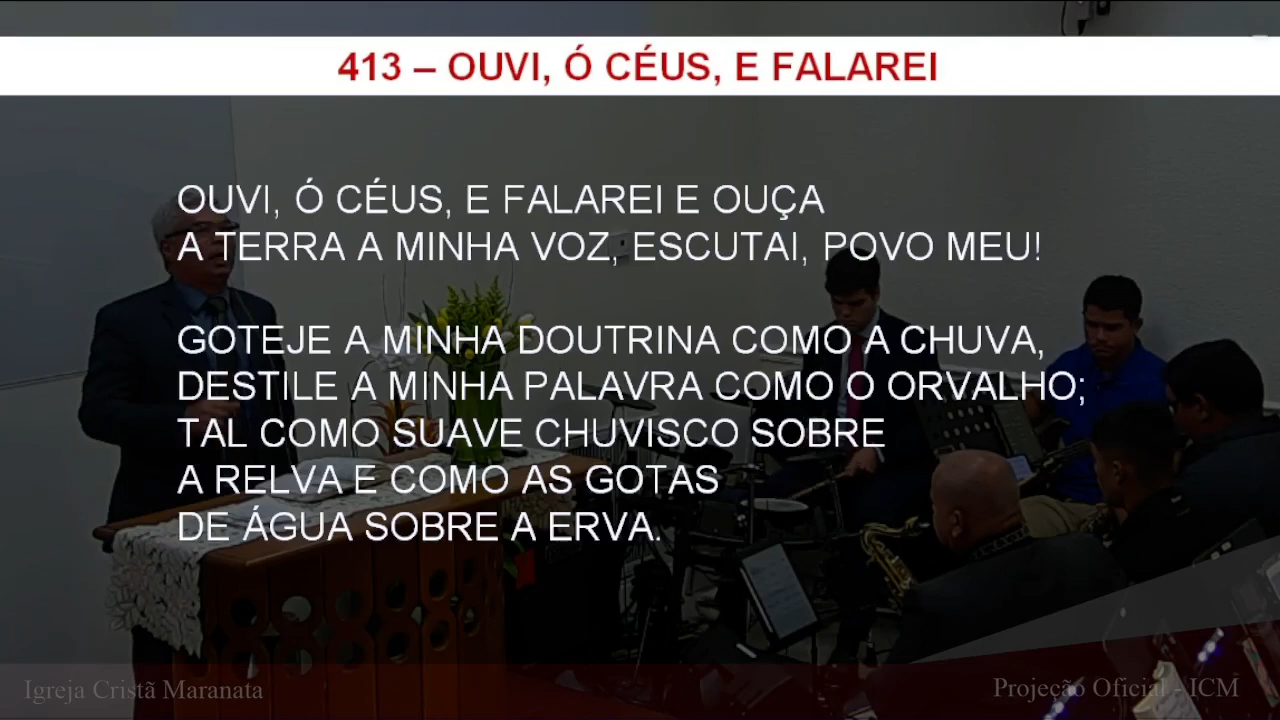 413 – OUVI, Ó CÉUS, E FALAREI
OUVI, Ó CÉUS, E FALAREI E OUÇA
A TERRA A MINHA VOZ, ESCUTAI, POVO MEU!
GOTEJE A MINHA DOUTRINA COMO A CHUVA,
DESTILE A MINHA PALAVRA COMO O ORVALHO;
TAL COMO SUAVE CHUVISCO SOBRE
A RELVA E COMO AS GOTAS
DE ÁGUA SOBRE A ERVA.
Igreja Cristã Maranata
Projeção Oficial - ICM